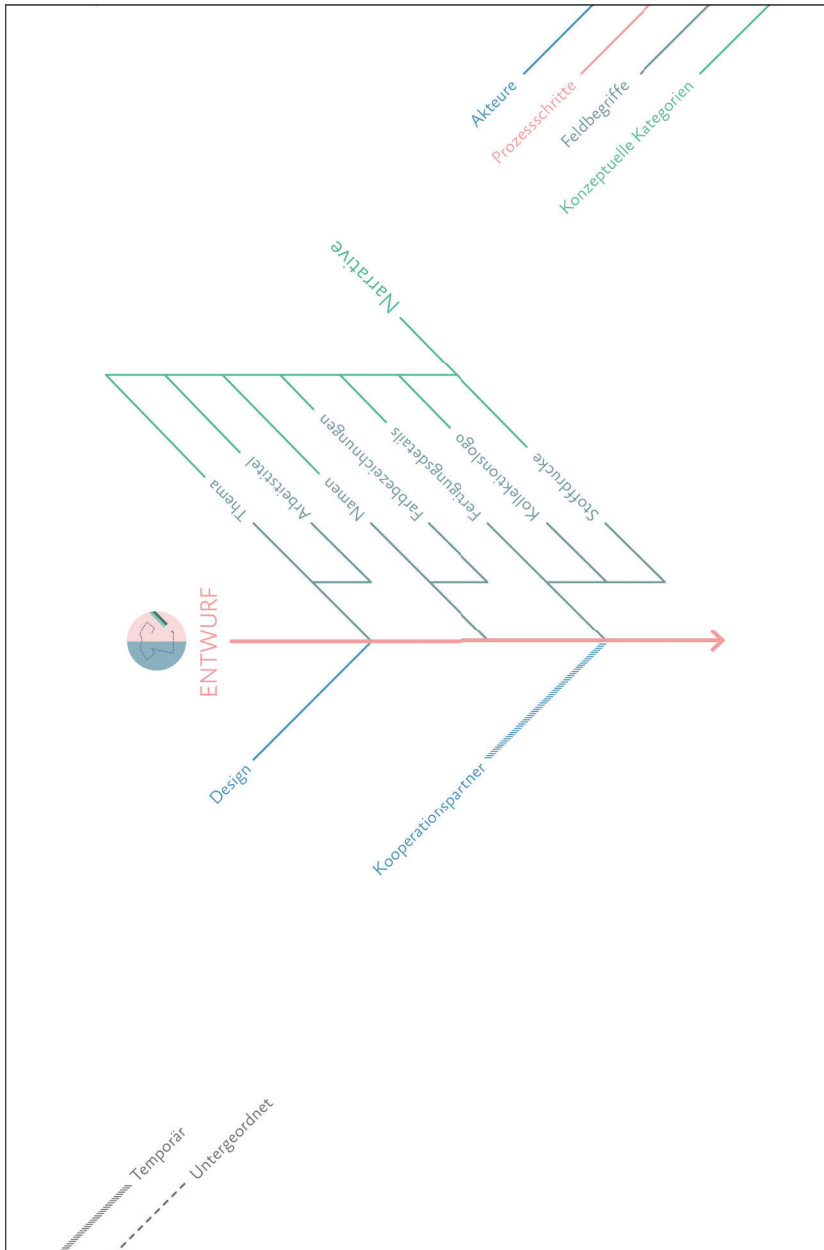 Akteure
Prozessschritte
Feldbegriffe
Konzeptuelle Kategorien
Narrative
Thema
Arbeitstitel
Namen
Farbbezeichnungen
Fertigungsdetails
Kollektionslogo
Stoffdrucke
ENTWURF
Design
Kooperationspartner
Temporär
Untergeordnet